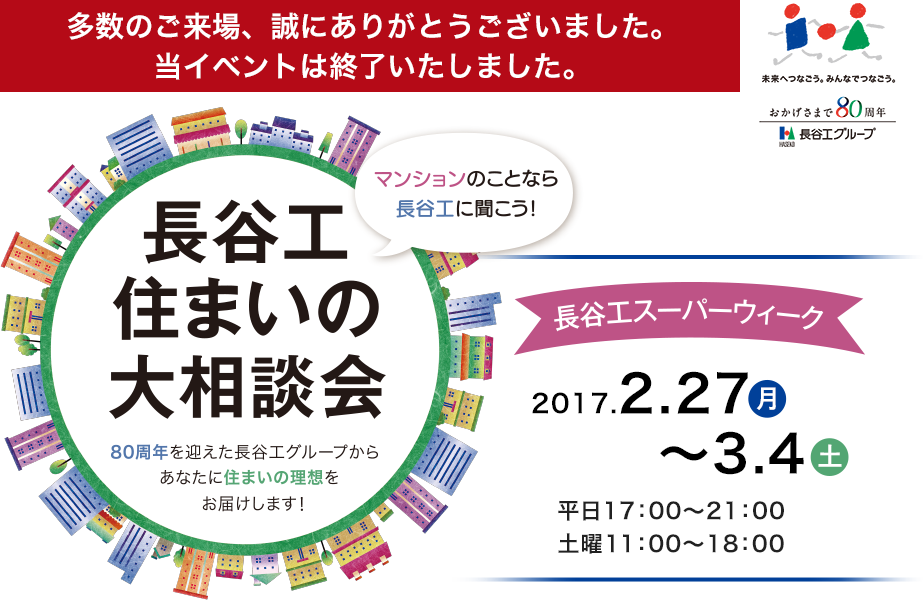 多数のご来場、誠にありがとうございました。
当イベントは終了いたしました。
未来へつなごう。みんなでつなごう。
おかげさまで80周年
HASEKO
長谷工グループ
マンションのことなら
長谷工に聞こう!
長谷工
住まいの
大相談会
80周年を迎えた長谷工グループから
あなたに住まいの理想を
お届けします!
長谷工スーパーウィーク
2017.2.27月
〜3.4土
平日17:00〜21:00
土曜11:00〜18:00